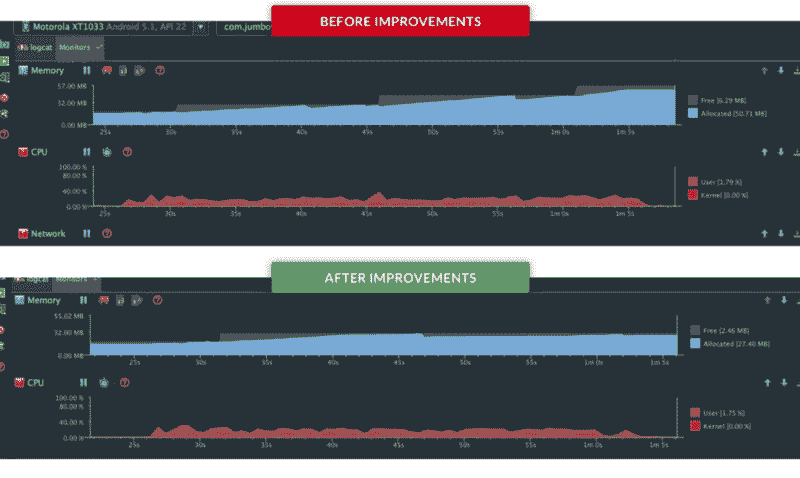 BEFORE IMPROVEMENTS
Motorola XT1033 Android 5.1, API 22 com.jumbo
logcat Monitors
Memory
57.00 MB
32.00 MB
0.00 MB
Free [6.29 MB]
Allocated [50.71 MB]
25s 30s 35s 40s 45s 50s 55s 1m 0s 1m 5s
CPU
100.00 %
80.00 %
40.00 %
0.00 %
User [1.79 %]
Kernel [0.00 %]
25s 30s 35s 40s 45s 50s 55s 1m 0s 1m 5s
Network
AFTER IMPROVEMENTS
logcat Monitors
Memory
32.00 MB
0.00 MB
Free [2.46 MB]
Allocated [27.40 MB]
25s 30s 35s 40s 45s 50s 55s 1m 0s 1m 5s
CPU
100.00 %
80.00 %
40.00 %
0.00 %
User [1.75 %]
Kernel [0.00 %]
25s 30s 35s 40s 45s 50s 55s 1m 0s 1m 5s